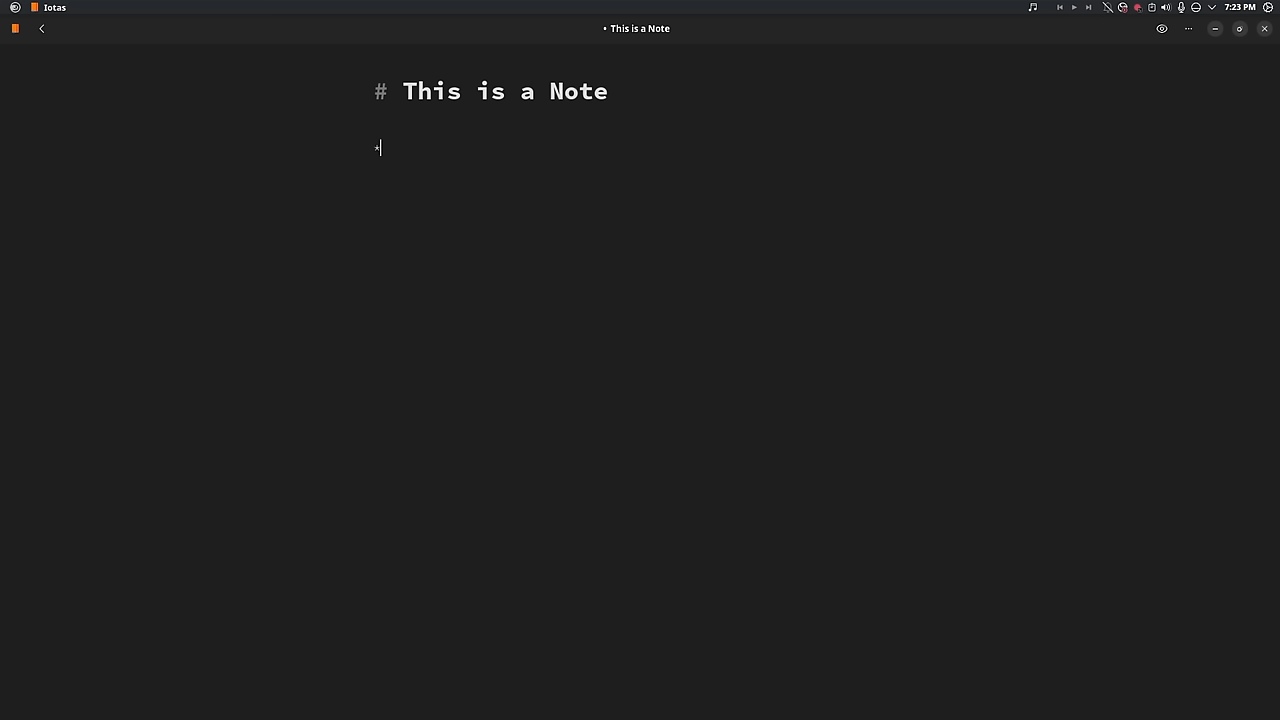 Iotas
7:23 PM
• This is a Note
# This is a Note
*